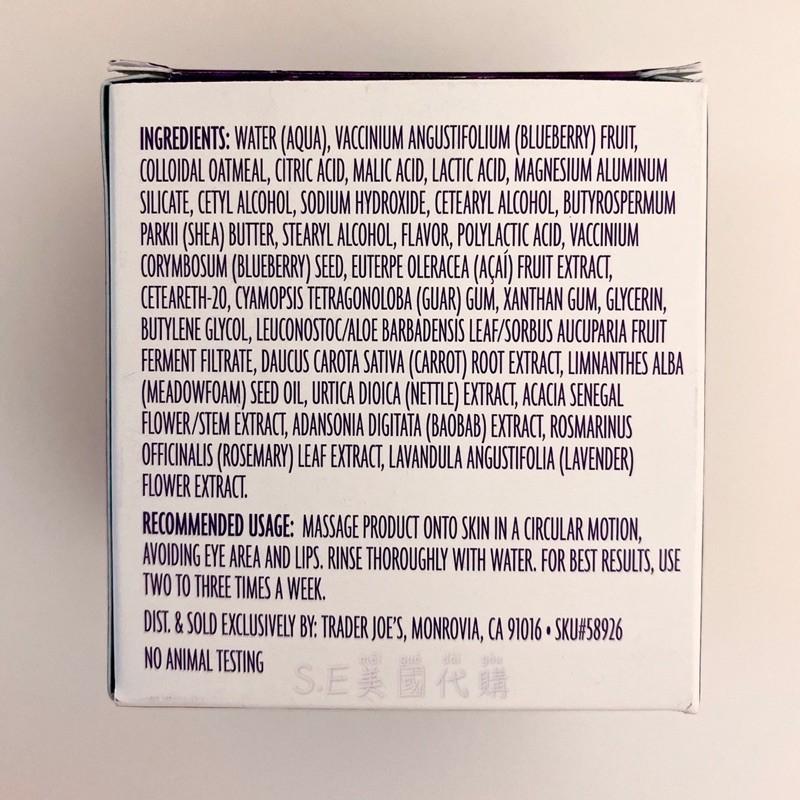 INGREDIENTS: WATER (AQUA), VACCINIUM ANGUSTIFOLIUM (BLUEBERRY) FRUIT,
COLLOIDAL OATMEAL, CITRIC ACID, MALIC ACID, LACTIC ACID, MAGNESIUM ALUMINUM
SILICATE, CETYL ALCOHOL, SODIUM HYDROXIDE, CETEARYL ALCOHOL, BUTYROSPERMUM
PARKII (SHEA) BUTTER, STEARYL ALCOHOL, FLAVOR, POLYLACTIC ACID, VACCINIUM
CORYMBOSUM (BLUEBERRY) SEED, EUTERPE OLERACEA (AÇAÍ) FRUIT EXTRACT,
CETEARETH-20, CYAMOPSIS TETRAGONOLOBA (GUAR) GUM, XANTHAN GUM, GLYCERIN,
BUTYLENE GLYCOL, LEUCONOSTOC/ALOE BARBADENSIS LEAF/SORBUS AUCUPARIA FRUIT
FERMENT FILTRATE, DAUCUS CAROTA SATIVA (CARROT) ROOT EXTRACT, LIMNANTHES ALBA
(MEADOWFOAM) SEED OIL, URTICA DIOICA (NETTLE) EXTRACT, ACACIA SENEGAL
FLOWER/STEM EXTRACT, ADANSONIA DIGITATA (BAOBAB) EXTRACT, ROSMARINUS
OFFICINALIS (ROSEMARY) LEAF EXTRACT, LAVANDULA ANGUSTIFOLIA (LAVENDER)
FLOWER EXTRACT.
RECOMMENDED USAGE: MASSAGE PRODUCT ONTO SKIN IN A CIRCULAR MOTION,
AVOIDING EYE AREA AND LIPS. RINSE THOROUGHLY WITH WATER. FOR BEST RESULTS, USE
TWO TO THREE TIMES A WEEK.
DIST. & SOLD EXCLUSIVELY BY: TRADER JOE'S, MONROVIA, CA 91016 • SKU#58926
NO ANIMAL TESTING
měi guó dài gòu
S.E美國代購